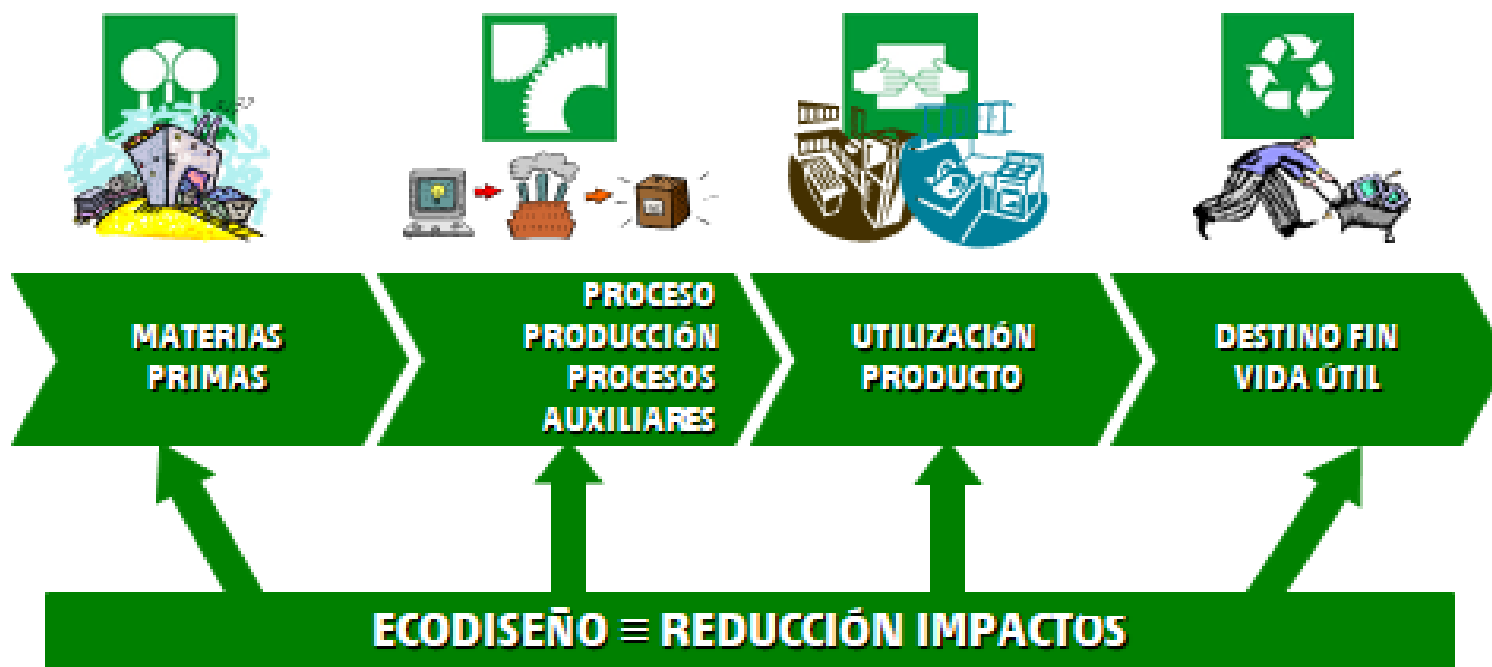 MATERIAS
PRIMAS
PROCESO
PRODUCCIÓN
PROCESOS
AUXILIARES
UTILIZACIÓN
PRODUCTO
DESTINO FIN
VIDA ÚTIL
ECODISEÑO ≡ REDUCCIÓN IMPACTOS